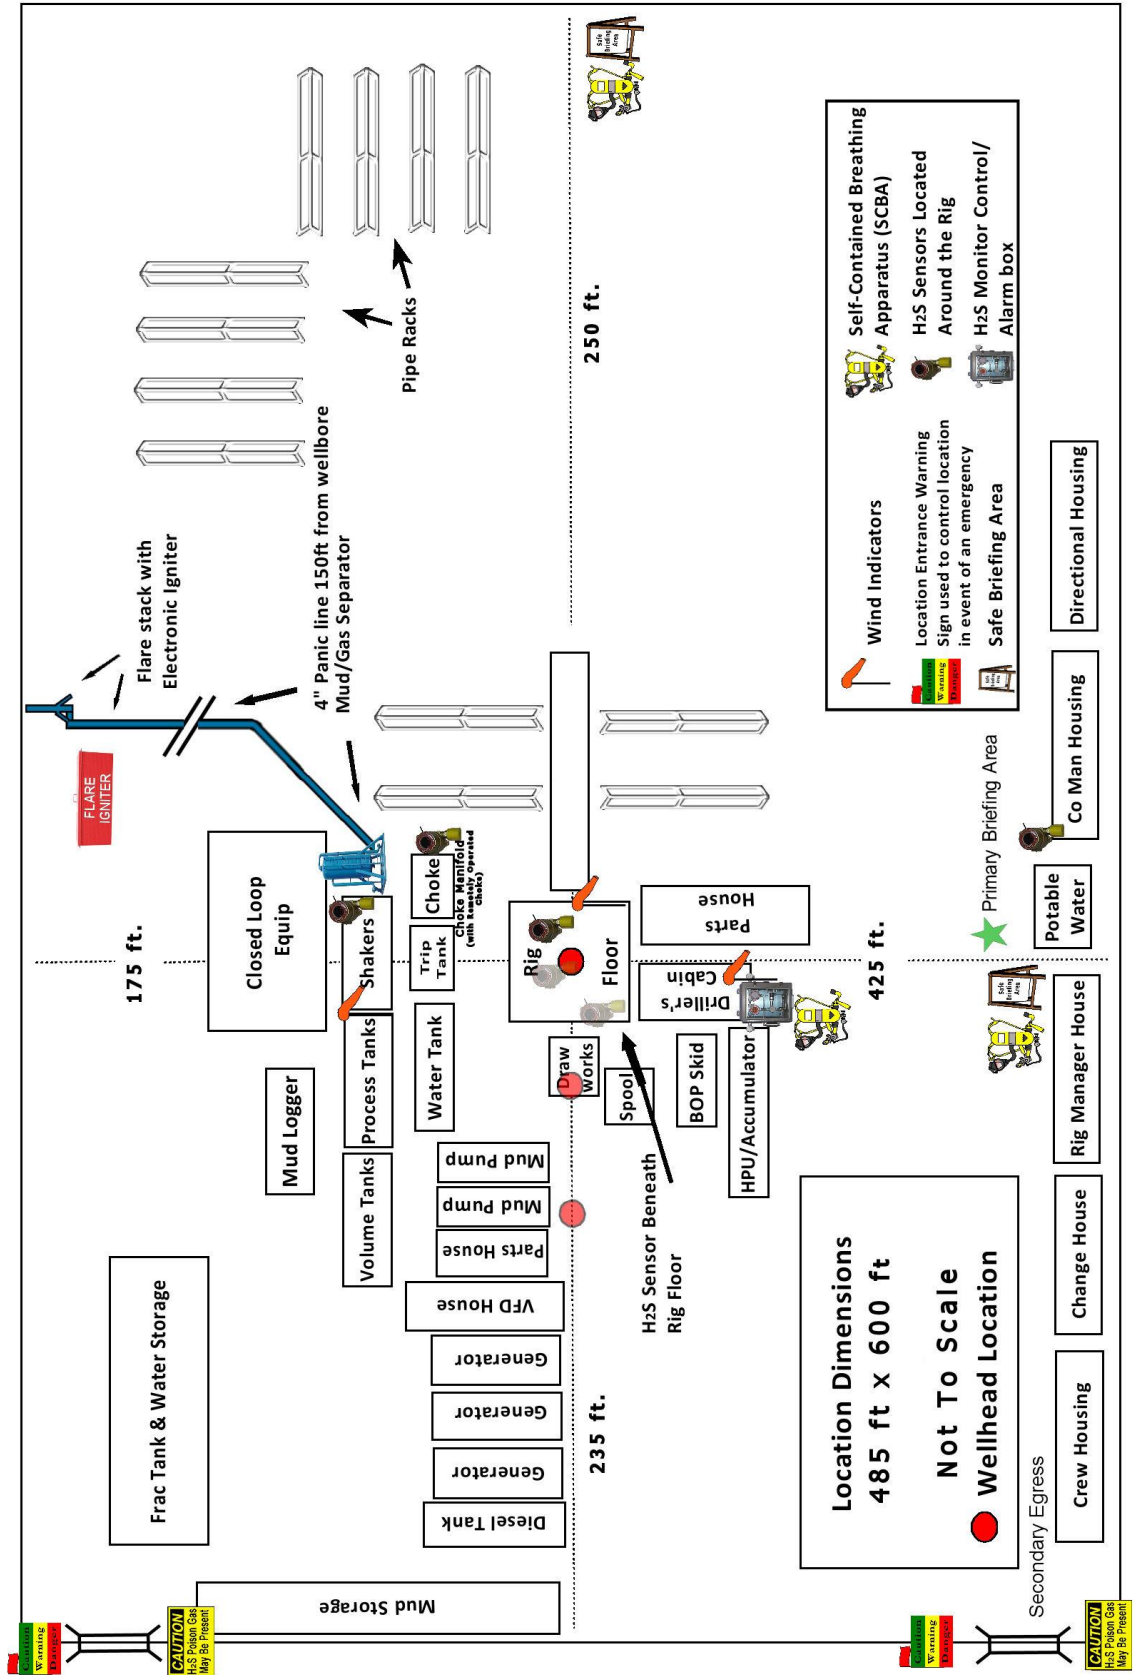 Caution
Warning
Danger
CAUTION
H2S Poison Gas
May Be Present
Frac Tank & Water Storage
Mud Storage
Mud Logger
Volume Tanks
Process Tanks
Shakers
Closed Loop
Equip
175 ft.
FLARE
IGNITER
Flare stack with
Electronic Igniter
4" Panic line 150ft from wellbore
Mud/Gas Separator
Pipe Racks
Safe
Briefing
Area
250 ft.
Water Tank
Trip
Tank
Choke
Choke Manifold
(with Remotely Operated
Choke)
Diesel Tank
Generator
Generator
Generator
VFD House
Parts House
Mud Pump
Mud Pump
Draw
works
Rig
Floor
235 ft.
Spool
H2S Sensor Beneath
Rig Floor
BOP Skid
HPU/Accumulator
Driller's
Cabin
Parts
House
425 ft.
Location Dimensions
485 ft x 600 ft
Not To Scale
Wellhead Location
Wind Indicators
Caution
Warning
Danger
Location Entrance Warning
Sign used to control location
in event of an emergency
Safe
Briefing
Area
Safe Briefing Area
Self-Contained Breathing
Apparatus (SCBA)
H2S Sensors Located
Around the Rig
H2S Monitor Control/
Alarm box
Primary Briefing Area
Safe
Briefing
Area
Secondary Egress
Caution
Warning
Danger
CAUTION
H2S Poison Gas
May Be Present
Crew Housing
Change House
Rig Manager House
Potable
Water
Co Man Housing
Directional Housing